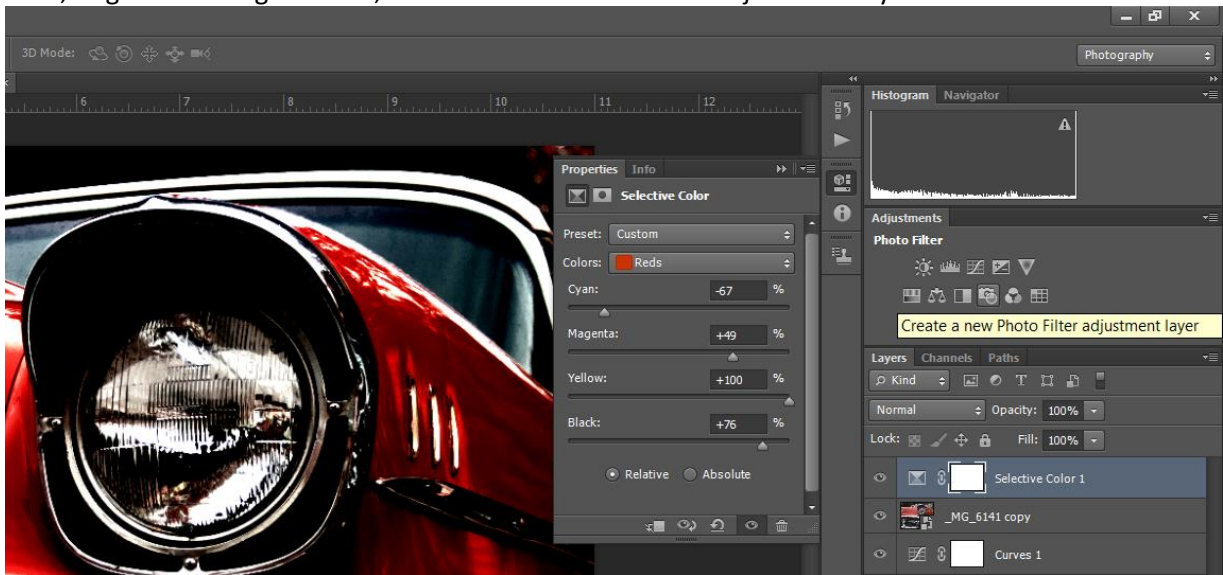 3D Mode:
Photography
6 7 8 9 10 11 12
Histogram Navigator
Properties Info
Selective Color
Adjustments
Photo Filter
Preset: Custom
Colors: Reds
Cyan: -67 %
Create a new Photo Filter adjustment layer
Magenta: +49 %
Layers Channels Paths
Yellow: +100 %
Kind
Normal Opacity: 100%
Black: +76 %
Lock: Fill: 100%
Relative Absolute
Selective Color 1
_MG_6141 copy
Curves 1